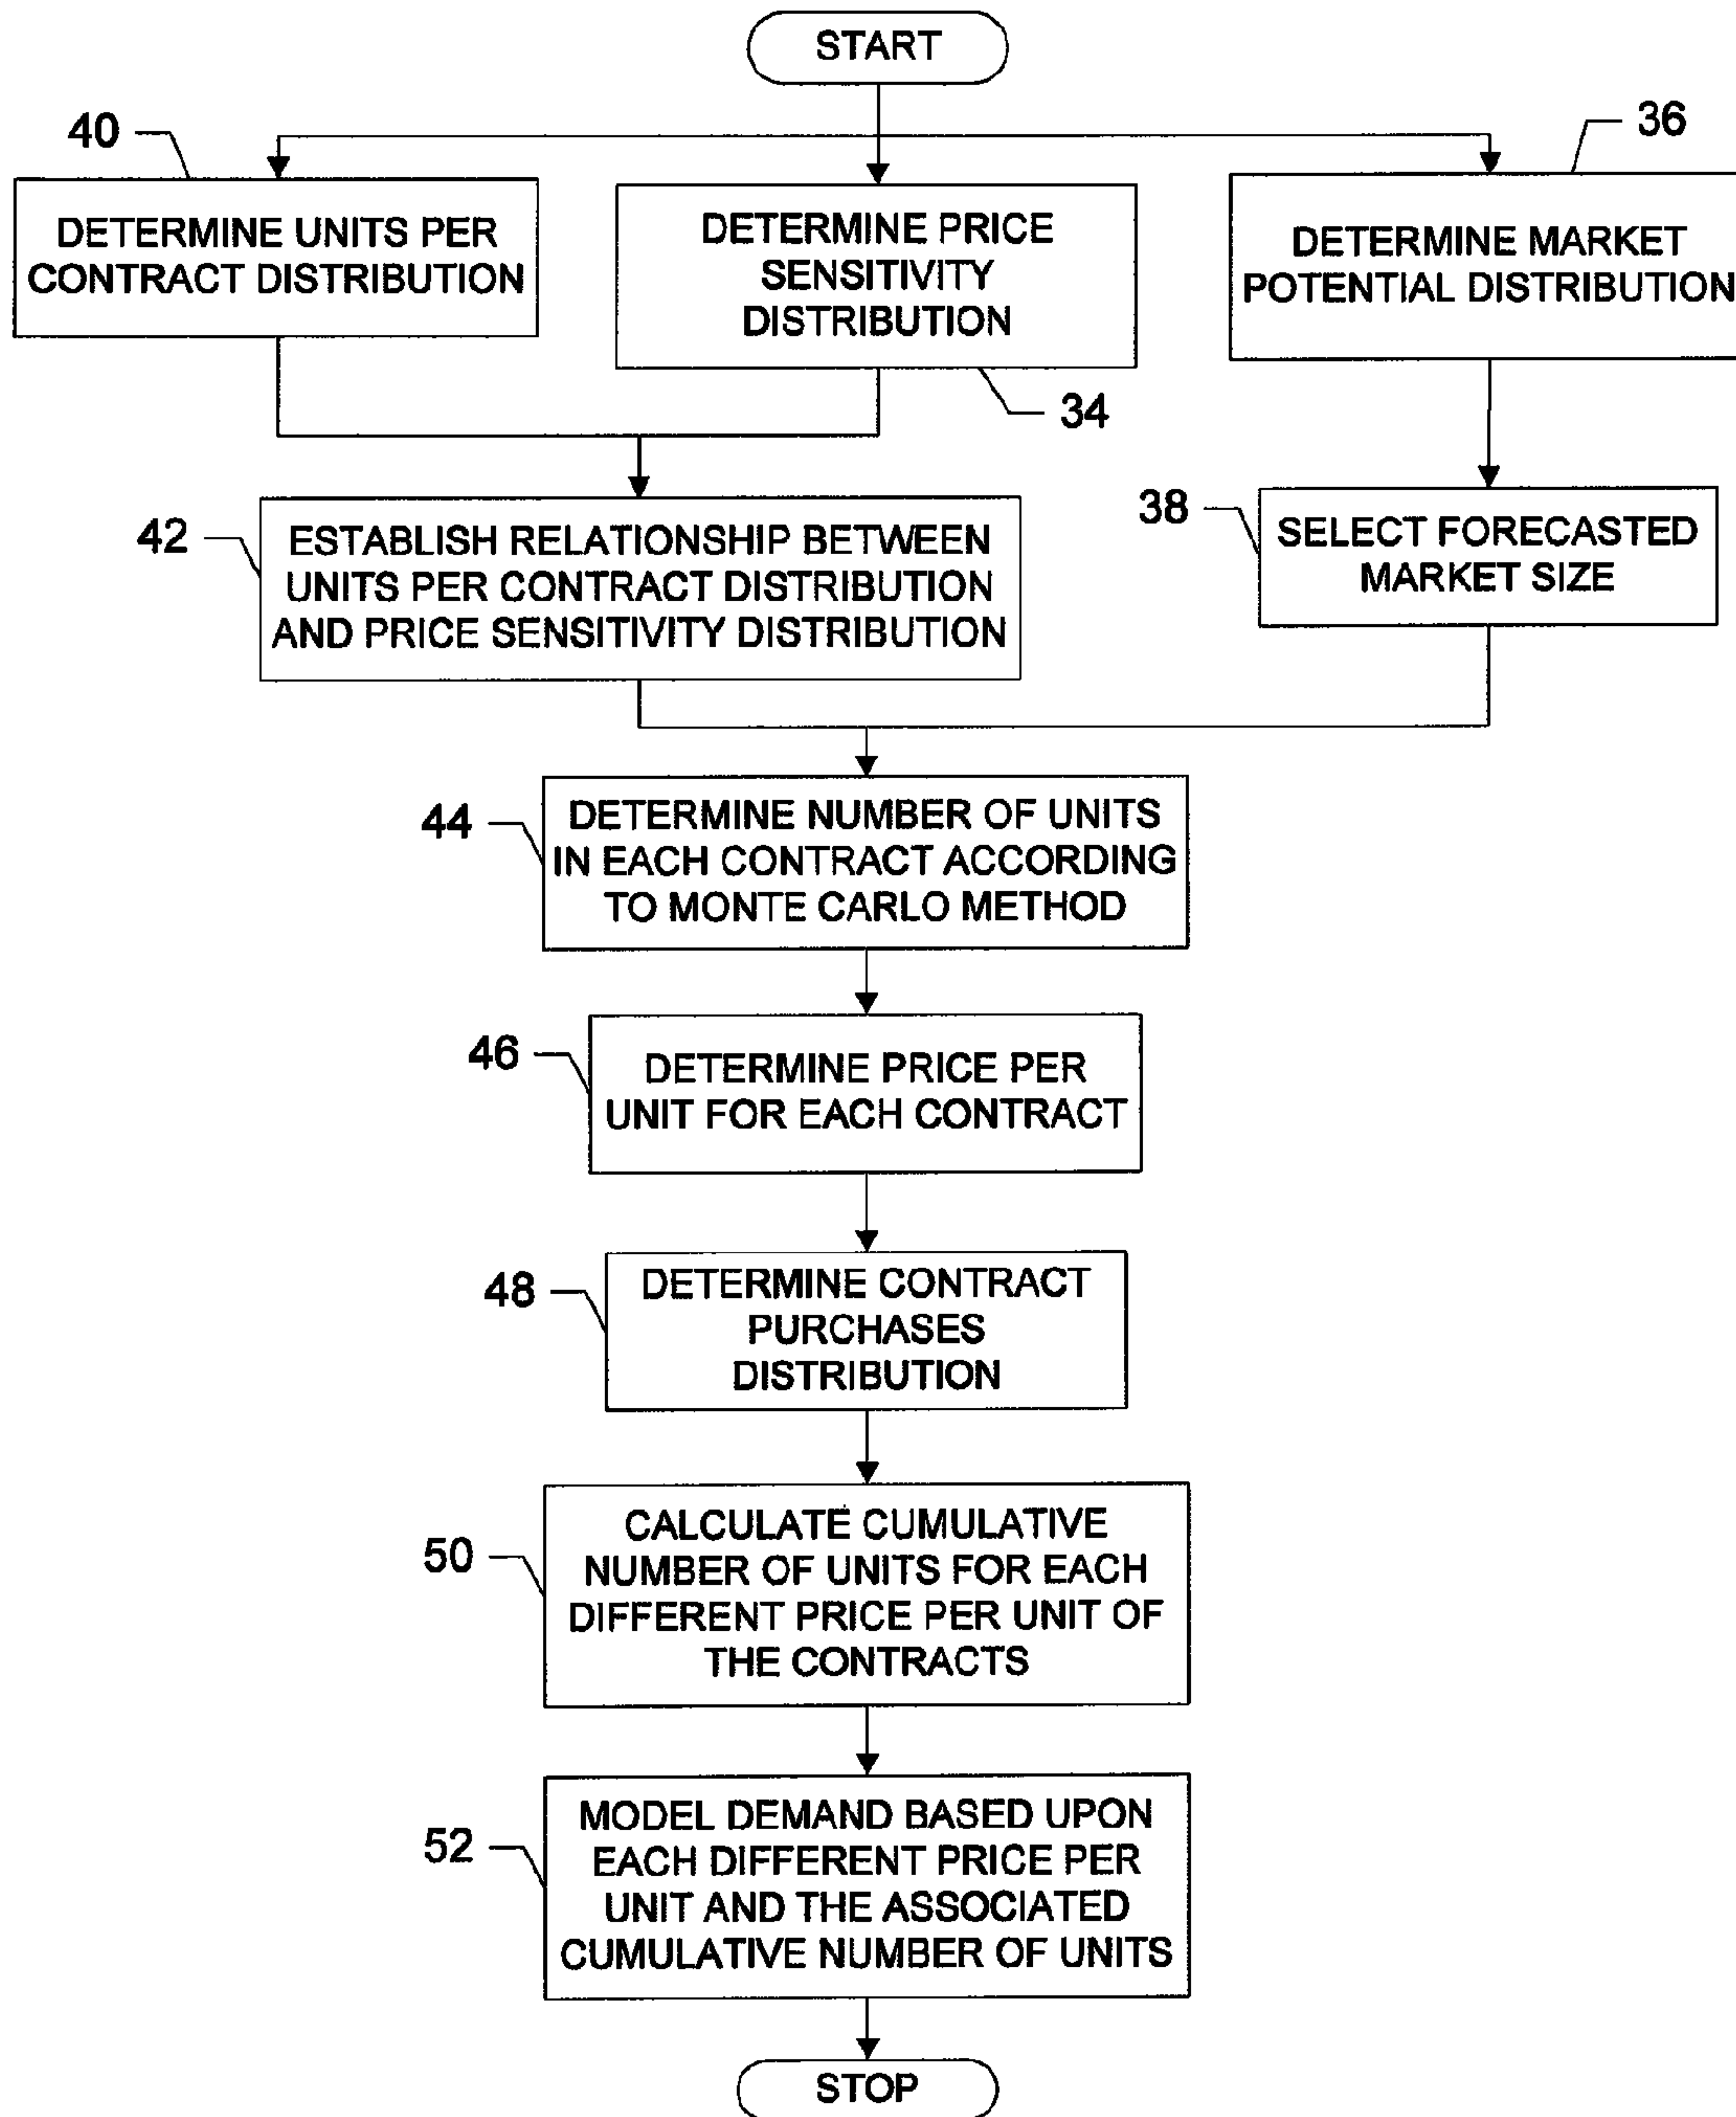 START
40
36
DETERMINE UNITS PER
CONTRACT DISTRIBUTION
DETERMINE PRICE
SENSITIVITY
DISTRIBUTION
DETERMINE MARKET
POTENTIAL DISTRIBUTION
34
42
ESTABLISH RELATIONSHIP BETWEEN
UNITS PER CONTRACT DISTRIBUTION
AND PRICE SENSITIVITY DISTRIBUTION
38
SELECT FORECASTED
MARKET SIZE
44
DETERMINE NUMBER OF UNITS
IN EACH CONTRACT ACCORDING
TO MONTE CARLO METHOD
46
DETERMINE PRICE PER
UNIT FOR EACH CONTRACT
48
DETERMINE CONTRACT
PURCHASES
DISTRIBUTION
50
CALCULATE CUMULATIVE
NUMBER OF UNITS FOR EACH
DIFFERENT PRICE PER UNIT OF
THE CONTRACTS
52
MODEL DEMAND BASED UPON
EACH DIFFERENT PRICE PER
UNIT AND THE ASSOCIATED
CUMULATIVE NUMBER OF UNITS
STOP